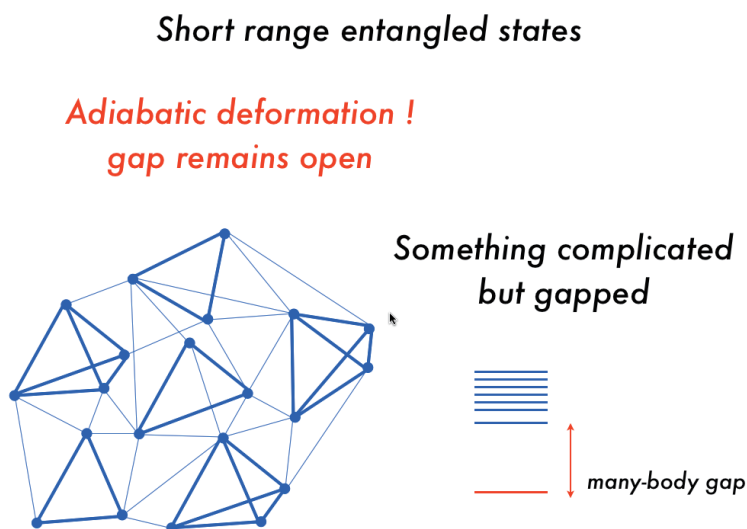 Short range entangled states
Adiabatic deformation !
gap remains open
Something complicated
but gapped
many-body gap